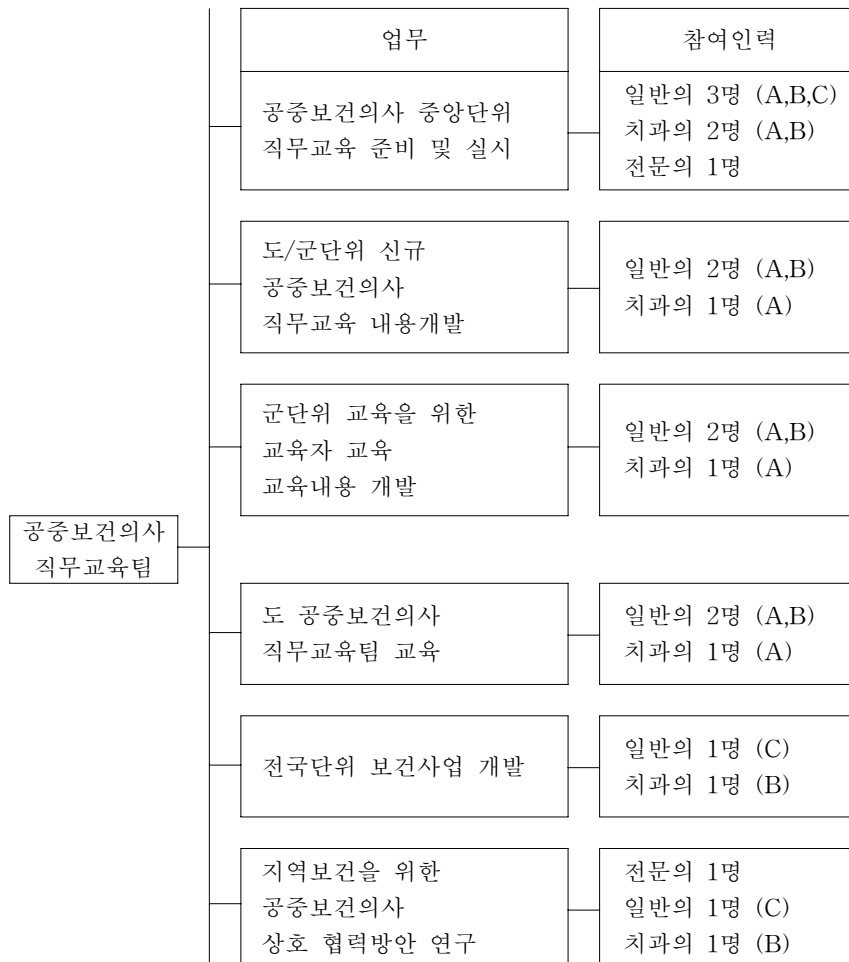 업무
참여인력
공중보건의사 중앙단위
직무교육 준비 및 실시
일반의 3명 (A,B,C)
치과의 2명 (A,B)
전문의 1명
도/군단위 신규
공중보건의사
직무교육 내용개발
일반의 2명 (A,B)
치과의 1명 (A)
군단위 교육을 위한
교육자 교육
교육내용 개발
일반의 2명 (A,B)
치과의 1명 (A)
공중보건의사
직무교육팀
도 공중보건의사
직무교육팀 교육
일반의 2명 (A,B)
치과의 1명 (A)
전국단위 보건사업 개발
일반의 1명 (C)
치과의 1명 (B)
지역보건을 위한
공중보건의사
상호 협력방안 연구
전문의 1명
일반의 1명 (C)
치과의 1명 (B)